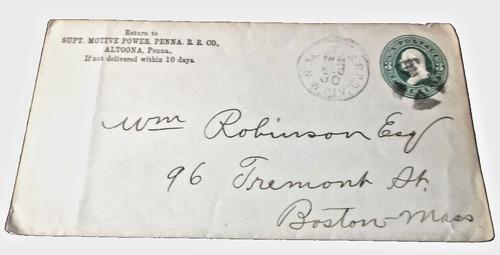 Return to
SUPT. MOTIVE POWER, PENNA. R. R. CO.,
ALTOONA, Penna.,
If not delivered within 10 days.
Wm Robinson Esq
96 Tremont St.
Boston-Mass.